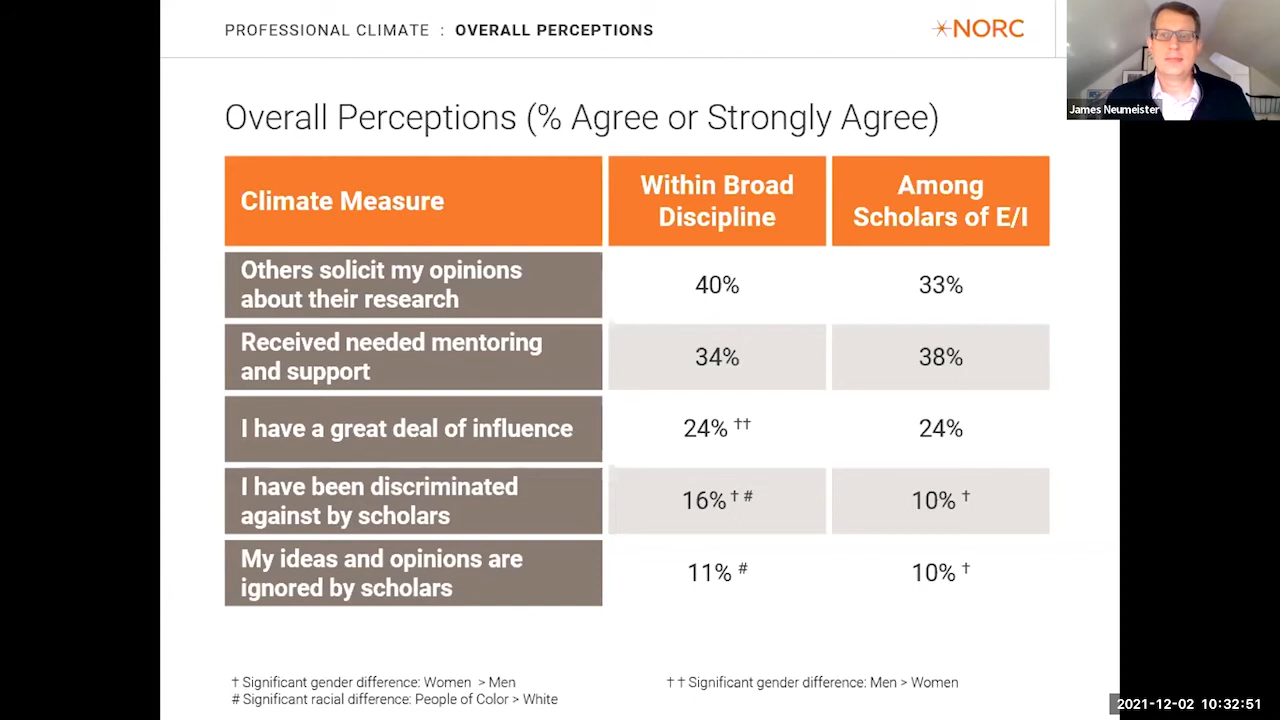 PROFESSIONAL CLIMATE : OVERALL PERCEPTIONS
NORC
James Neumeister
Overall Perceptions (% Agree or Strongly Agree)
Climate Measure
Within Broad
Discipline
Among
Scholars of E/I
Others solicit my opinions
about their research
40%
33%
Received needed mentoring
and support
34%
38%
I have a great deal of influence
24% ††
24%
I have been discriminated
against by scholars
16% † #
10% †
My ideas and opinions are
ignored by scholars
11% #
10% †
† Significant gender difference: Women > Men
# Significant racial difference: People of Color > White
† † Significant gender difference: Men > Women
2021-12-02 10:32:51